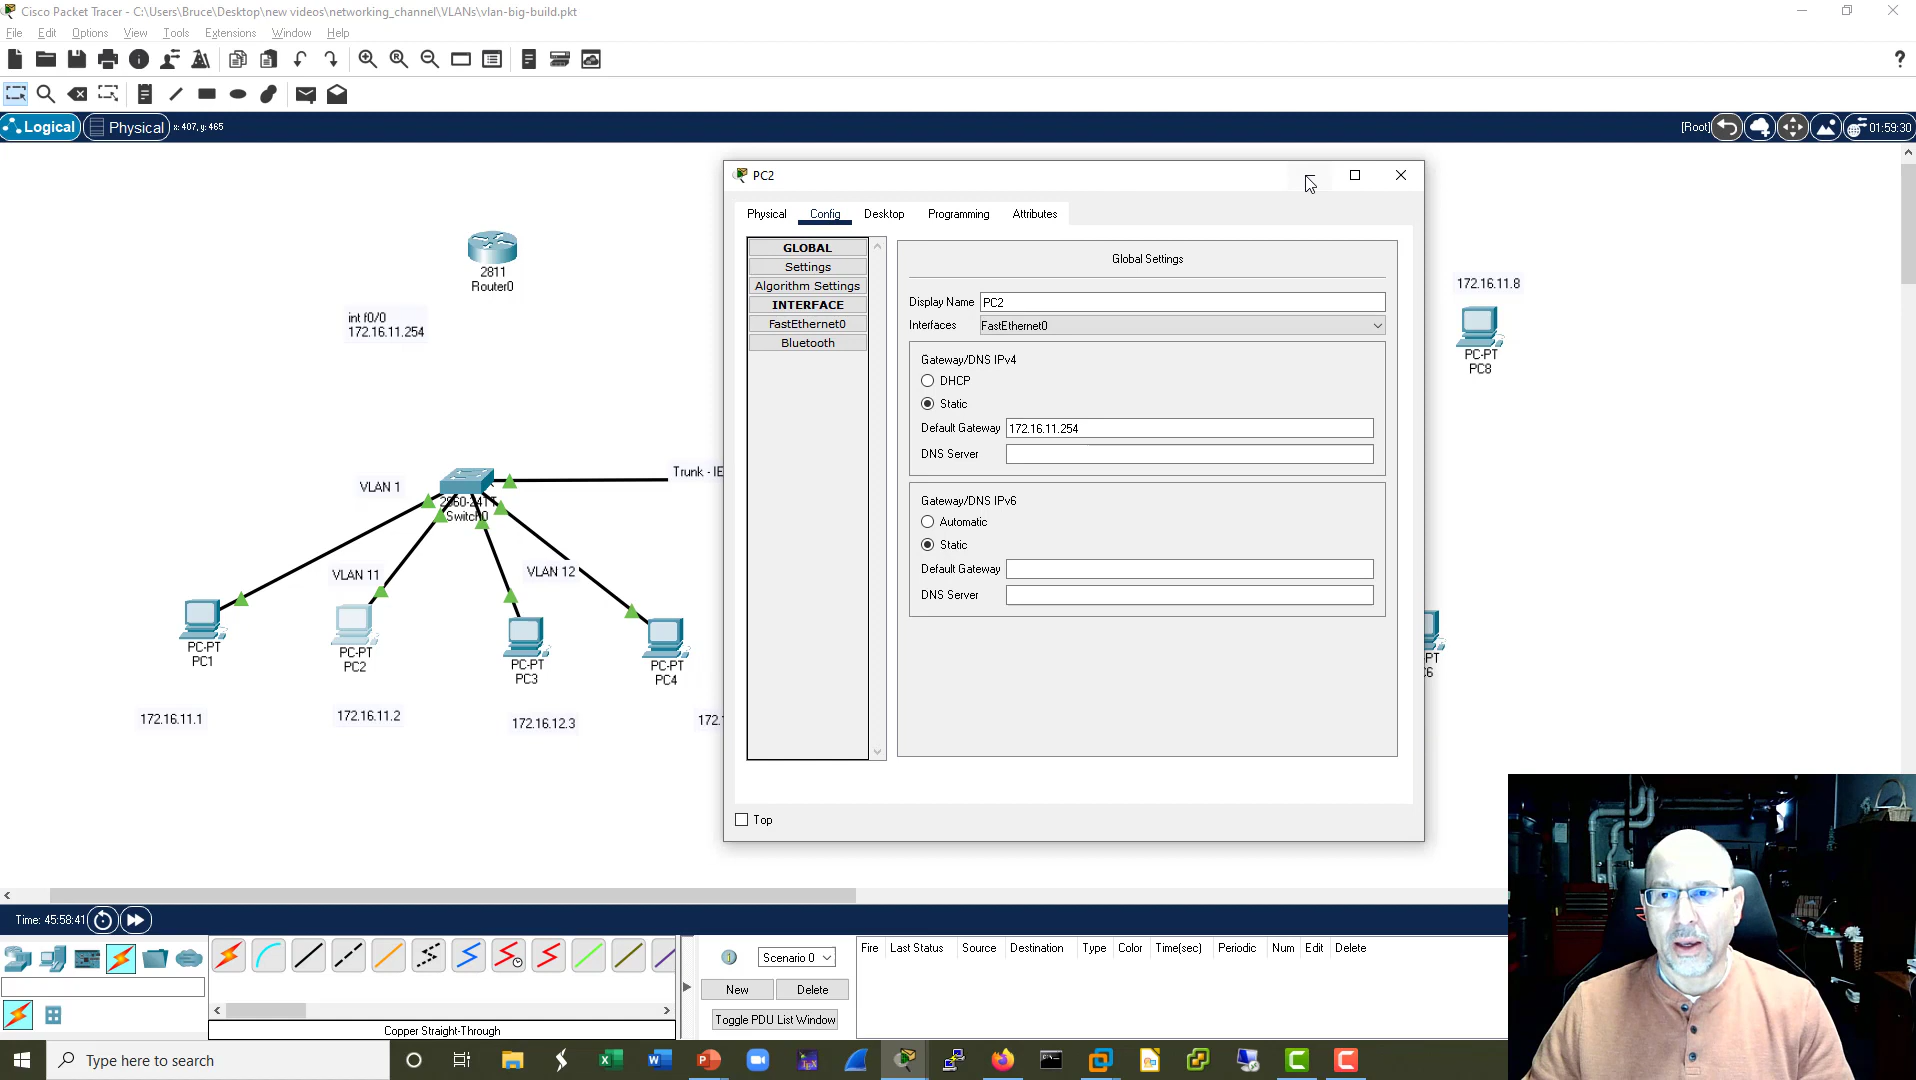 Cisco Packet Tracer - C:\Users\Bruce\Desktop\new videos\networking_channel\VLANs\vlan-big-build.pkt
File Edit Options View Tools Extensions Window Help
Logical Physical x: 407, y: 465 [Root] 01:59:30
PC2
Physical Config Desktop Programming Attributes
GLOBAL
Settings
Algorithm Settings
INTERFACE
FastEthernet0
Bluetooth
Global Settings
Display Name PC2
Interfaces FastEthernet0
Gateway/DNS IPv4
DHCP
Static
Default Gateway 172.16.11.254
DNS Server
Gateway/DNS IPv6
Automatic
Static
Default Gateway
DNS Server
Top
2811
Router0
int f0/0
172.16.11.254
172.16.11.8
PC-PT
PC8
VLAN 1
Trunk - IE
Switch0
VLAN 11
VLAN 12
PC-PT
PC1
PC-PT
PC2
PC-PT
PC3
PC-PT
PC4
172.16.11.1
172.16.11.2
172.16.12.3
172.
Time: 45:58:41
Scenario 0
New Delete
Toggle PDU List Window
Fire Last Status Source Destination Type Color Time(sec) Periodic Num Edit Delete
Copper Straight-Through
Type here to search